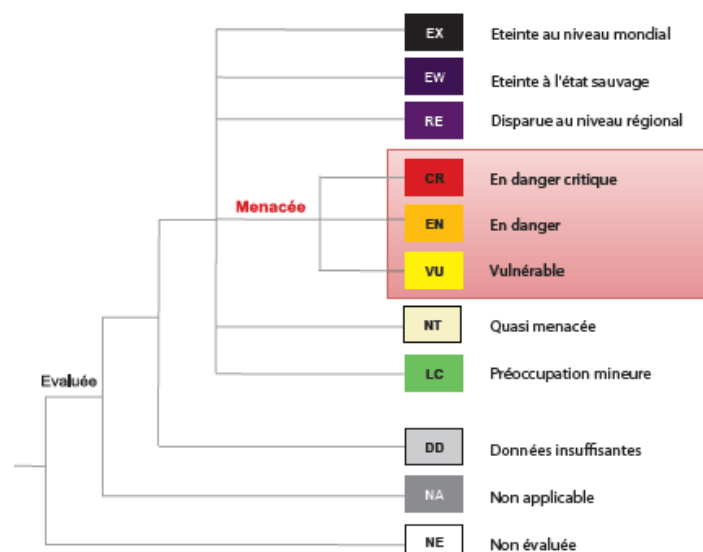 EX Eteinte au niveau mondial
EW Eteinte à l'état sauvage
RE Disparue au niveau régional
CR En danger critique
Menacée
EN En danger
VU Vulnérable
NT Quasi menacée
LC Préoccupation mineure
Evaluée
DD Données insuffisantes
NA Non applicable
NE Non évaluée